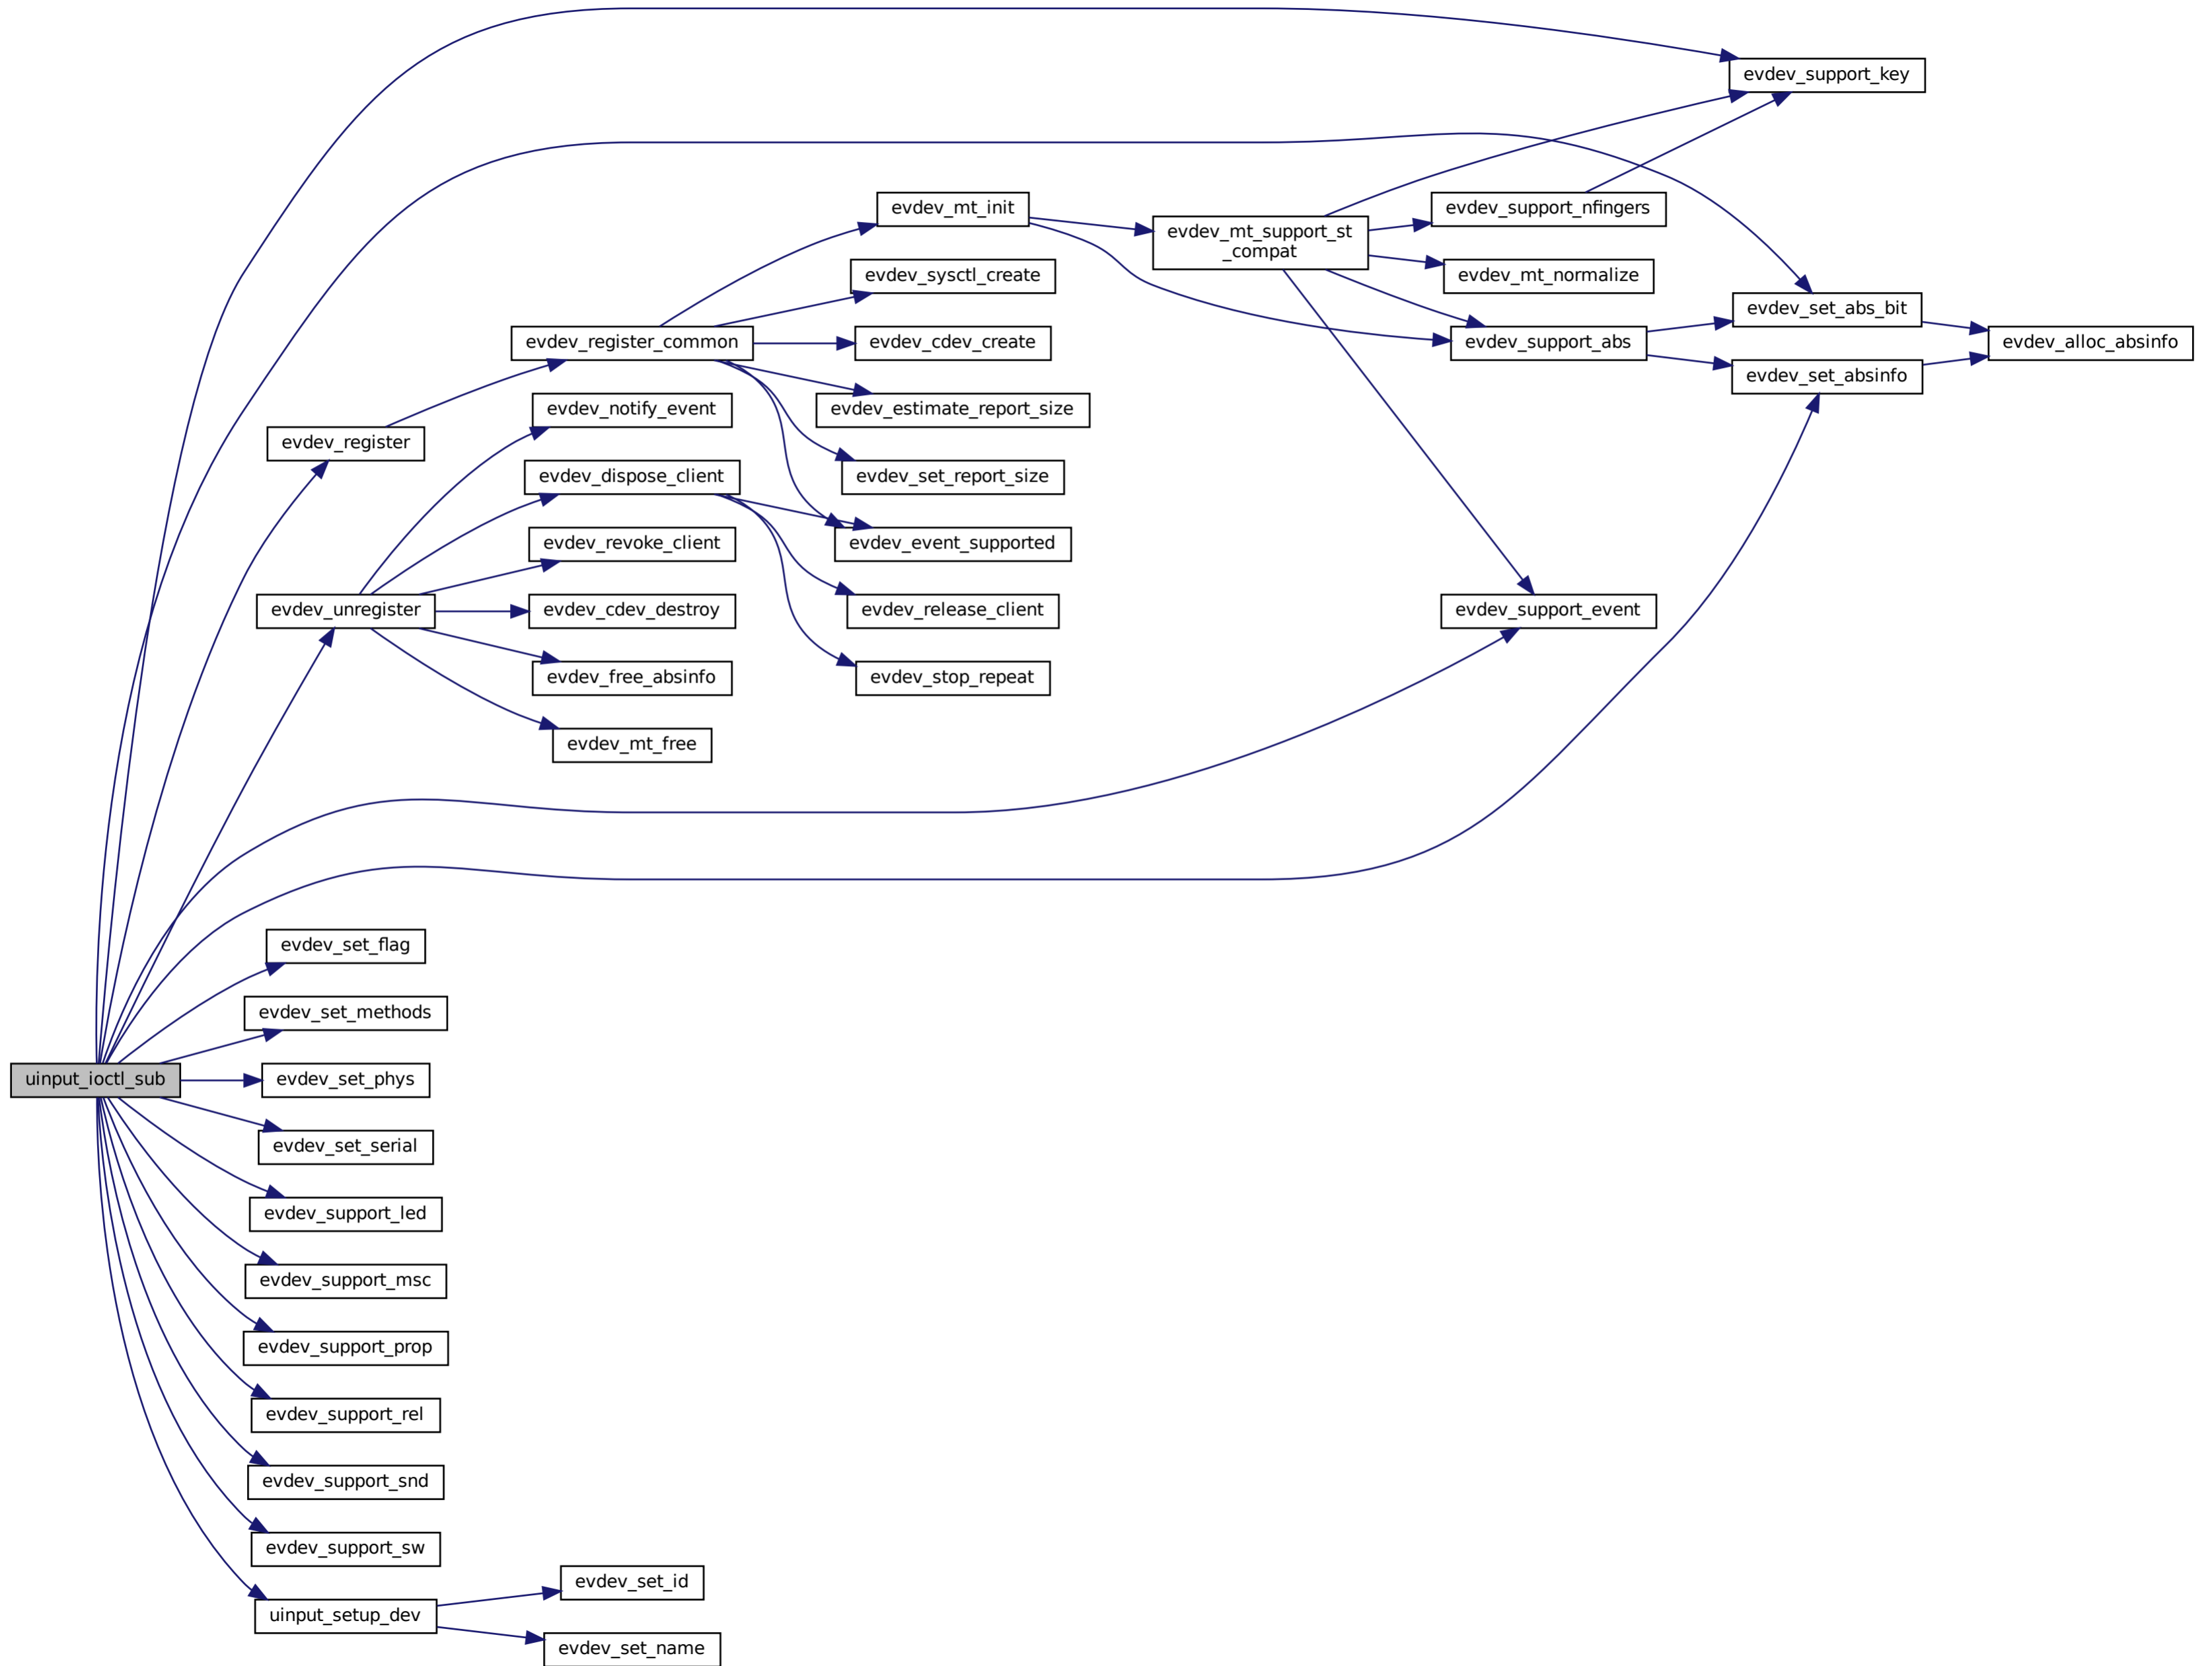 evdev_support_key
evdev_mt_init
evdev_support_nfingers
evdev_mt_support_st
_compat
evdev_sysctl_create
evdev_mt_normalize
evdev_set_abs_bit
evdev_register_common
evdev_cdev_create
evdev_support_abs
evdev_alloc_absinfo
evdev_set_absinfo
evdev_notify_event
evdev_estimate_report_size
evdev_register
evdev_dispose_client
evdev_set_report_size
evdev_revoke_client
evdev_event_supported
evdev_unregister
evdev_cdev_destroy
evdev_release_client
evdev_support_event
evdev_free_absinfo
evdev_stop_repeat
evdev_mt_free
evdev_set_flag
evdev_set_methods
uinput_ioctl_sub
evdev_set_phys
evdev_set_serial
evdev_support_led
evdev_support_msc
evdev_support_prop
evdev_support_rel
evdev_support_snd
evdev_support_sw
evdev_set_id
uinput_setup_dev
evdev_set_name